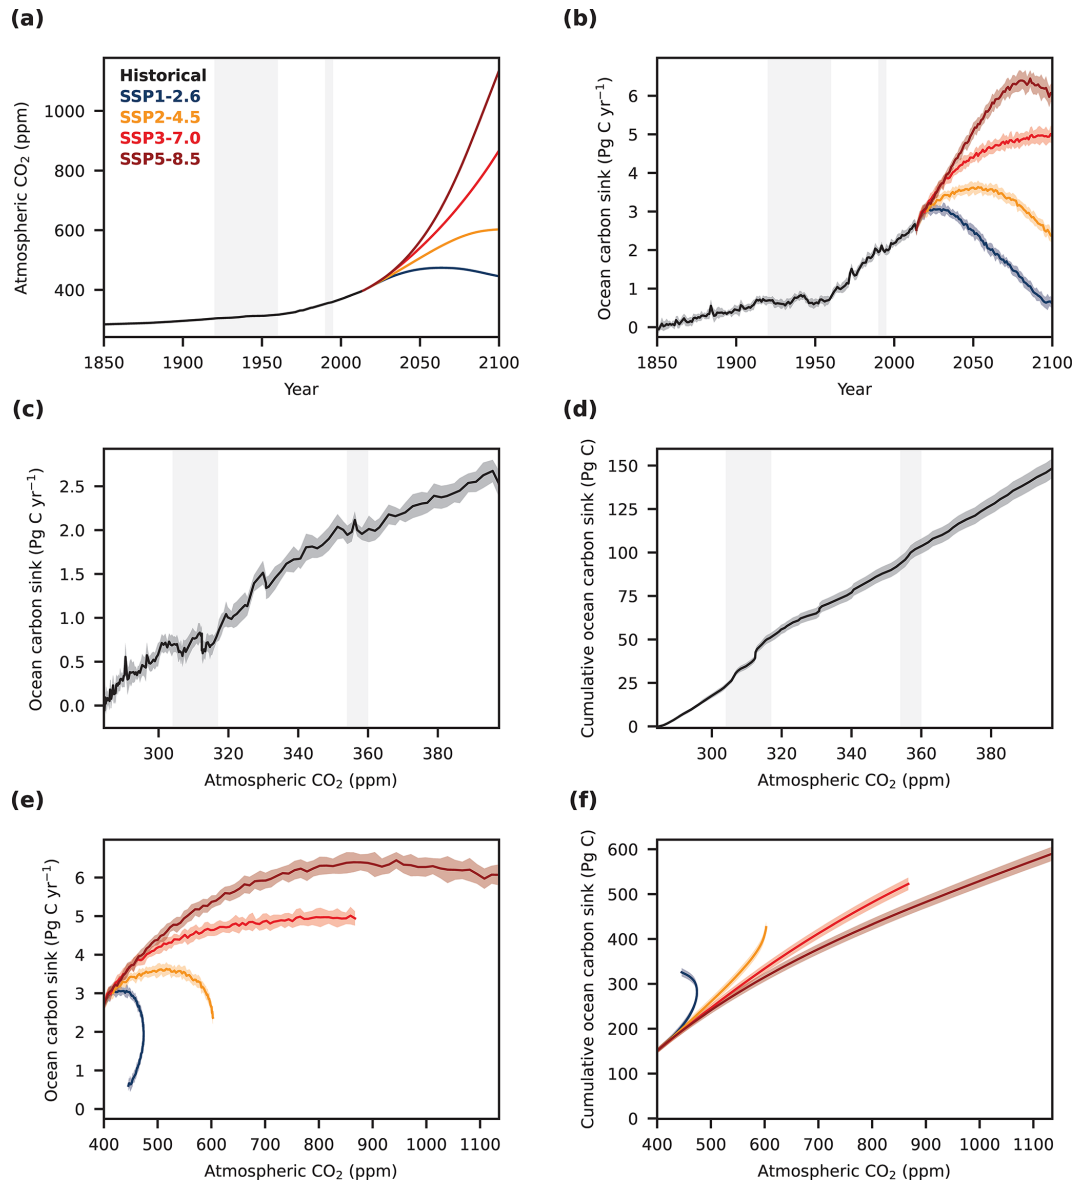 (a)
Atmospheric CO₂ (ppm)
1000
800
600
400
Historical
SSP1-2.6
SSP2-4.5
SSP3-7.0
SSP5-8.5
1850 1900 1950 2000 2050 2100
Year
(b)
Ocean carbon sink (Pg C yr⁻¹)
6
5
4
3
2
1
0
1850 1900 1950 2000 2050 2100
Year
(c)
Ocean carbon sink (Pg C yr⁻¹)
2.5
2.0
1.5
1.0
0.5
0.0
300 320 340 360 380
Atmospheric CO₂ (ppm)
(d)
Cumulative ocean carbon sink (Pg C)
150
125
100
75
50
25
0
300 320 340 360 380
Atmospheric CO₂ (ppm)
(e)
Ocean carbon sink (Pg C yr⁻¹)
6
5
4
3
2
1
0
400 500 600 700 800 900 1000 1100
Atmospheric CO₂ (ppm)
(f)
Cumulative ocean carbon sink (Pg C)
600
500
400
300
200
100
0
400 500 600 700 800 900 1000 1100
Atmospheric CO₂ (ppm)